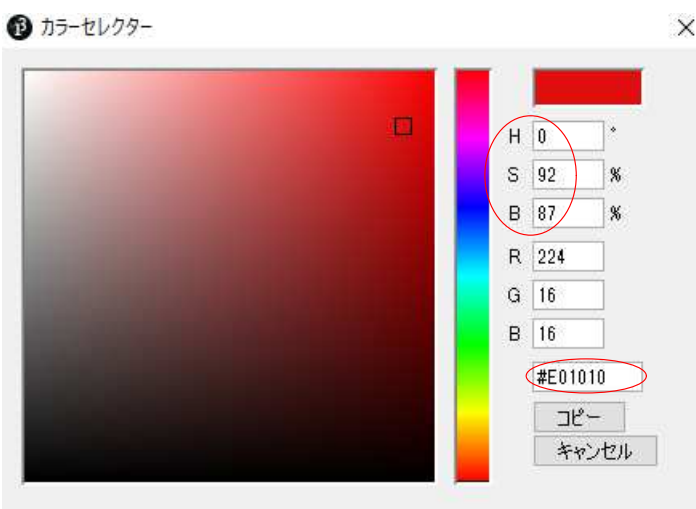 カラーセレクター
H 0 °
S 92 %
B 87 %
R 224
G 16
B 16
#E01010
コピー
キャンセル